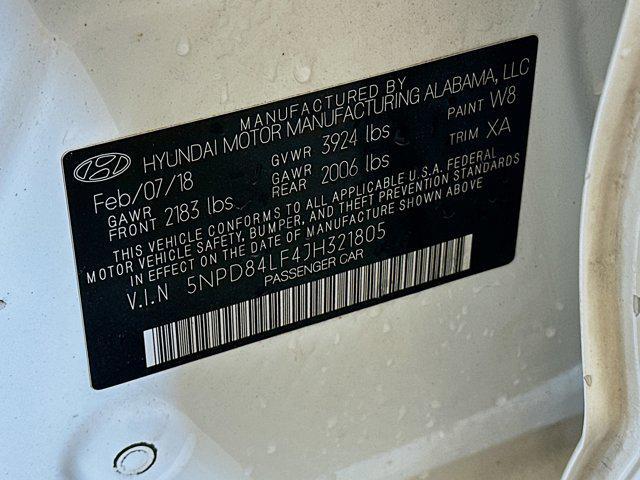 MANUFACTURED BY
HYUNDAI MOTOR MANUFACTURING ALABAMA, LLC
Feb/07/18 GVWR 3924 lbs PAINT W8
GAWR FRONT 2183 lbs GAWR REAR 2006 lbs TRIM XA
THIS VEHICLE CONFORMS TO ALL APPLICABLE U.S.A. FEDERAL
MOTOR VEHICLE SAFETY, BUMPER, AND THEFT PREVENTION STANDARDS
IN EFFECT ON THE DATE OF MANUFACTURE SHOWN ABOVE
V.I.N 5NPD84LF4JH321805
PASSENGER CAR